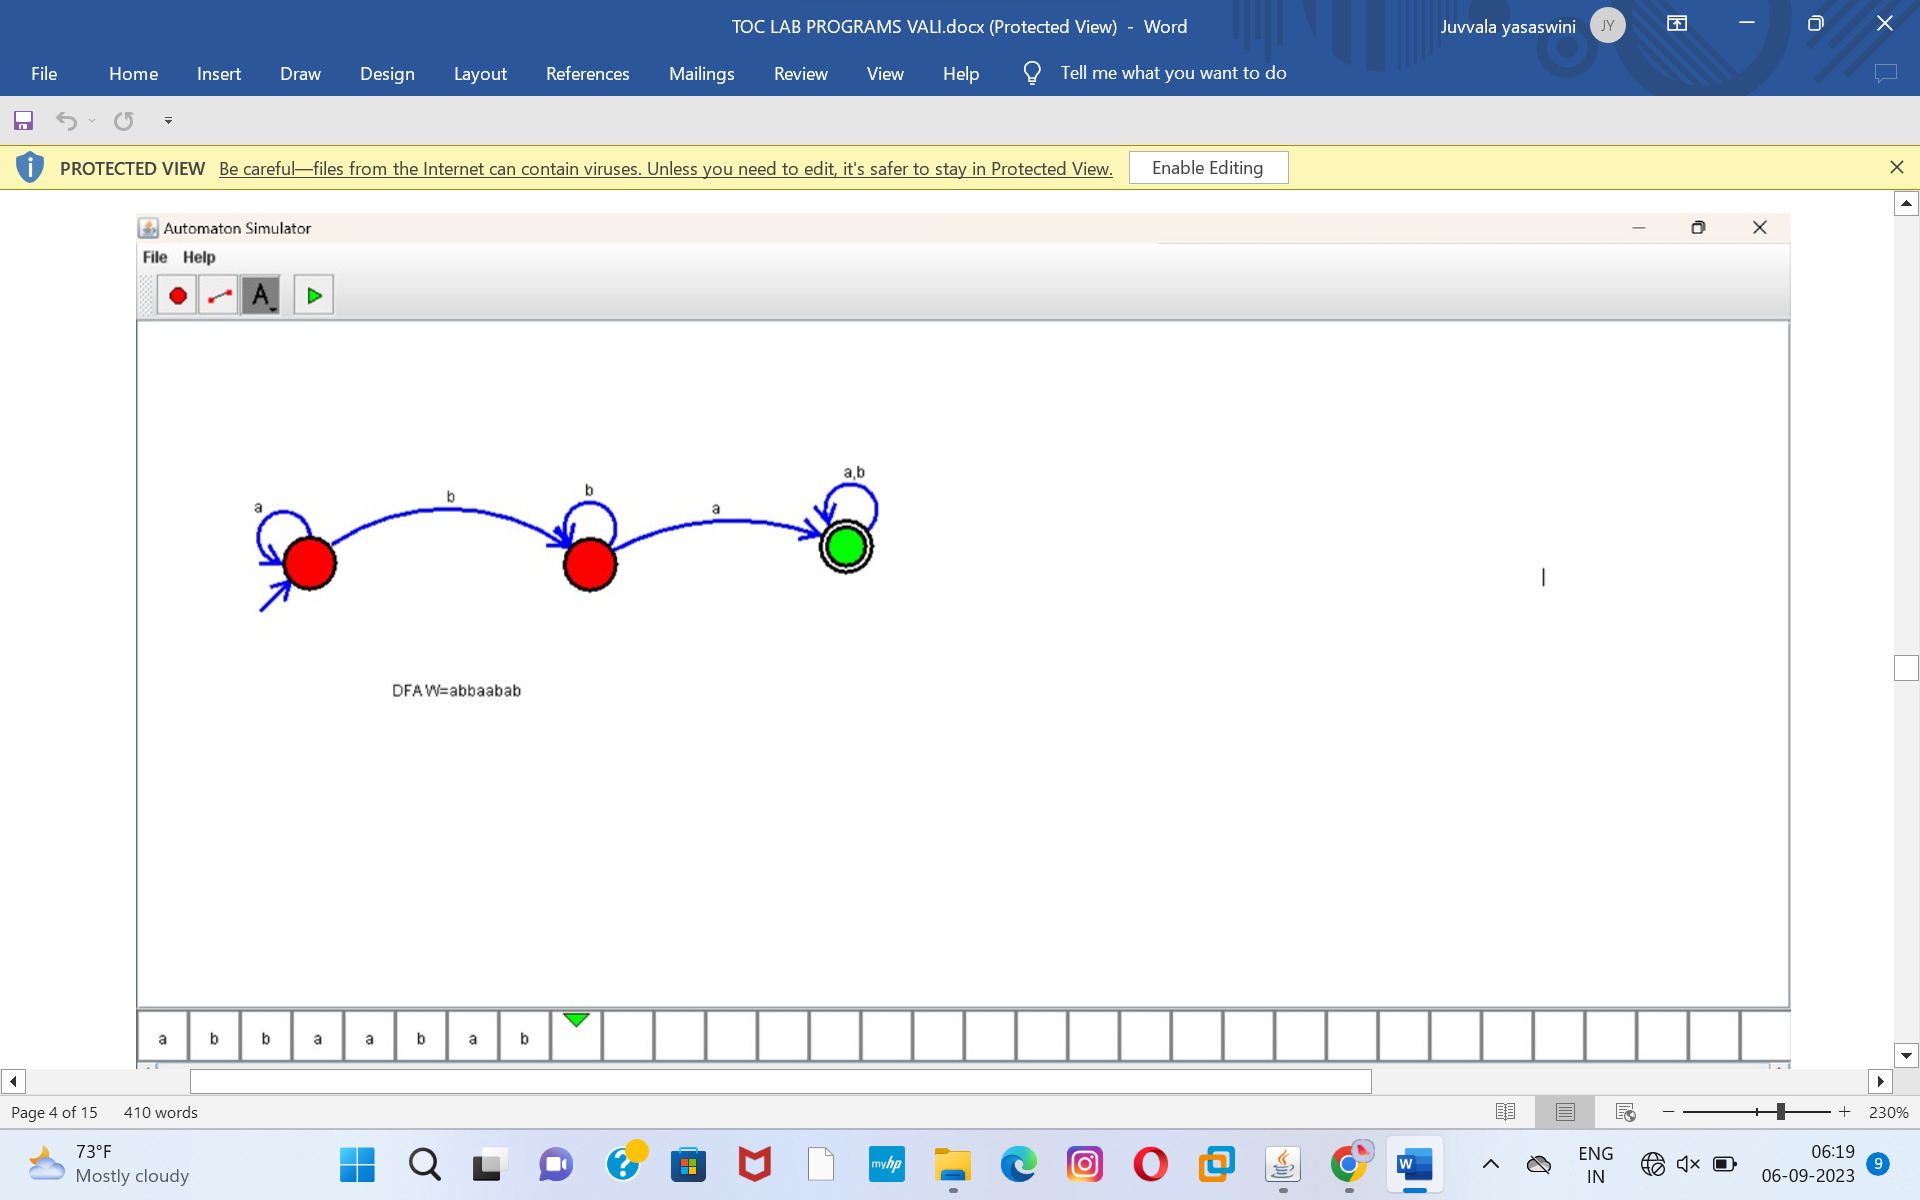 TOC LAB PROGRAMS VALI.docx (Protected View) - Word
Juvvala yasaswini JY
File Home Insert Draw Design Layout References Mailings Review View Help Tell me what you want to do
PROTECTED VIEW Be careful—files from the Internet can contain viruses. Unless you need to edit, it's safer to stay in Protected View. Enable Editing
Automaton Simulator
File Help
A
a,b
b
b
a
a
DFA W=abbaabab
a b b a a b a b
Page 4 of 15 410 words
230%
73°F
Mostly cloudy
myhp
W
ENG
IN
06:19
06-09-2023
9